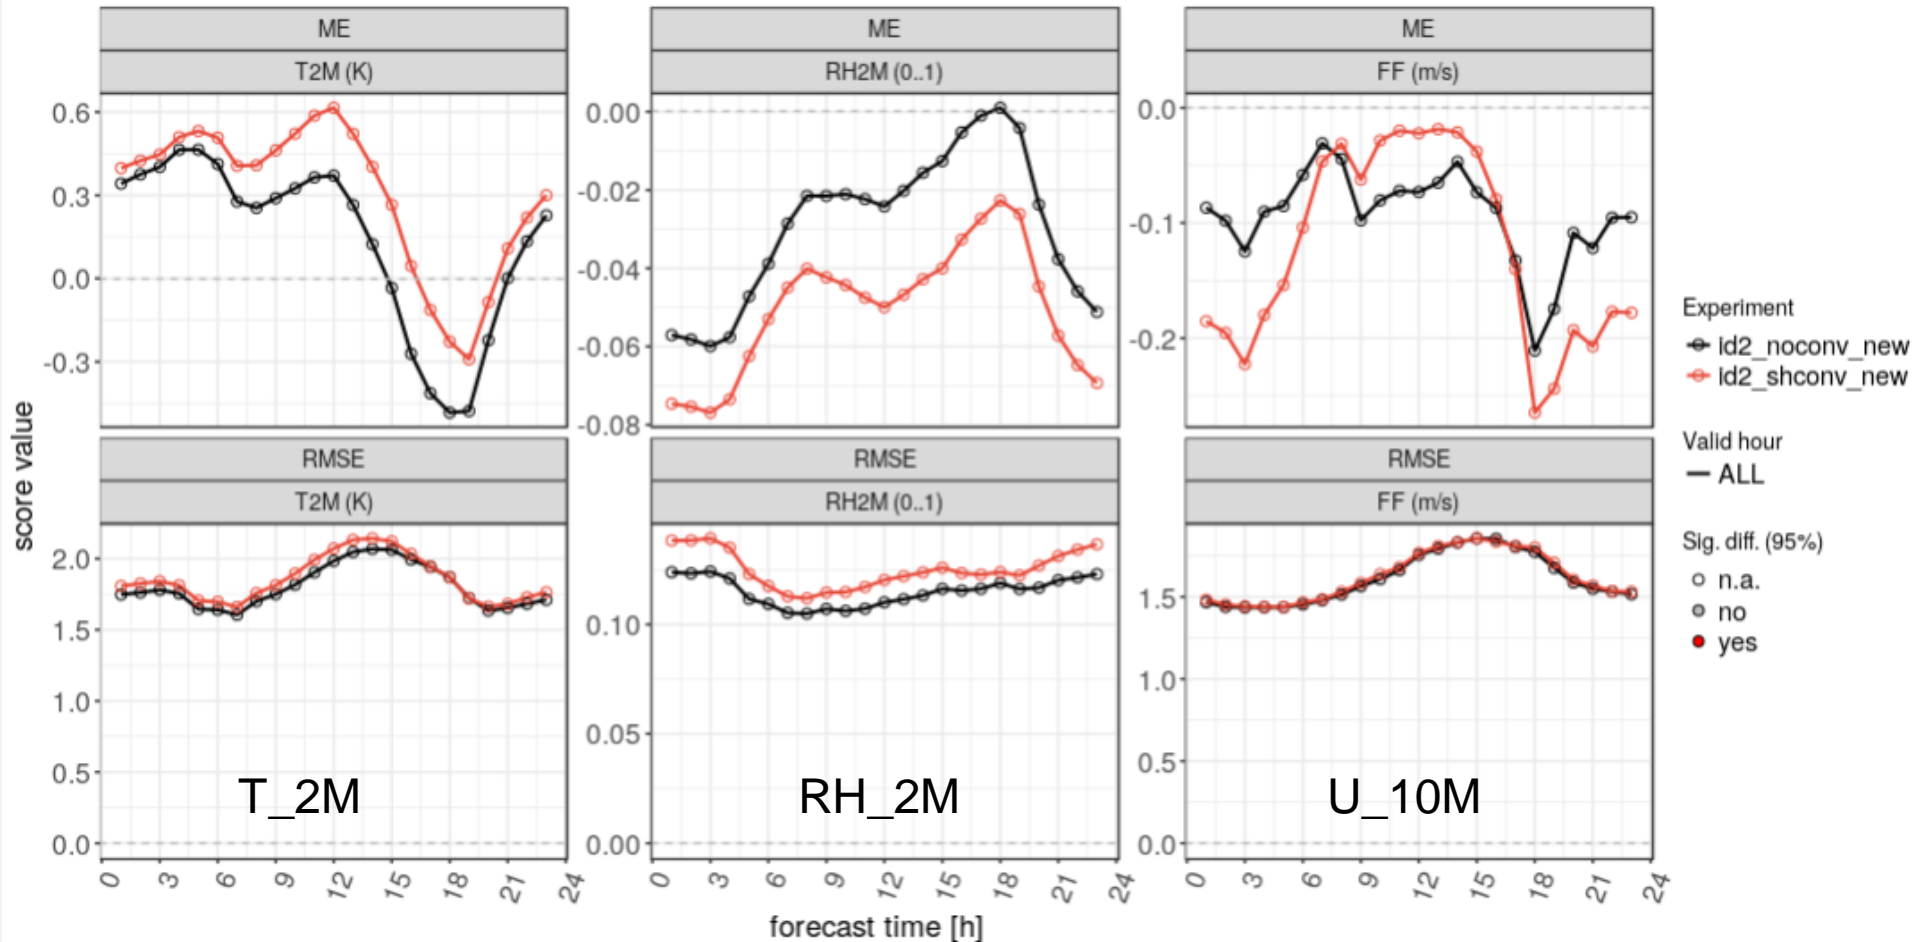 ME
ME
ME
T2M (K)
RH2M (0..1)
FF (m/s)
0.6
0.3
0.0
-0.3
0.00
-0.02
-0.04
-0.06
-0.08
0.0
-0.1
-0.2
score value
RMSE
RMSE
RMSE
T2M (K)
RH2M (0..1)
FF (m/s)
2.0
1.5
1.0
0.5
0.0
0.10
0.05
0.00
1.5
1.0
0.5
0.0
T_2M
RH_2M
U_10M
0 3 6 9 12 15 18 21 24
0 3 6 9 12 15 18 21 24
0 3 6 9 12 15 18 21 24
forecast time [h]
Experiment
id2_noconv_new
id2_shconv_new
Valid hour
ALL
Sig. diff. (95%)
n.a.
no
yes